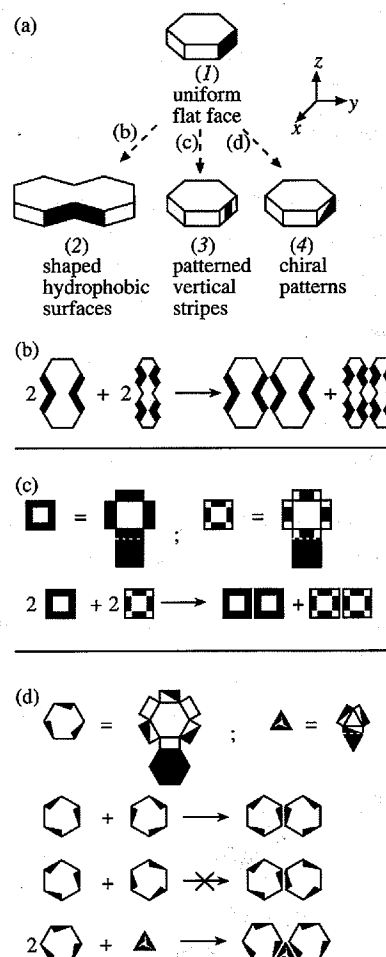 (a)
(1)
uniform
flat face
z
y
x
(b)
(c)
(d)
(2)
shaped
hydrophobic
surfaces
(3)
patterned
vertical
stripes
(4)
chiral
patterns
(b)
2 + 2 +
(c)
= ; =
2 + 2 +
(d)
= ; =
+
+
2 +